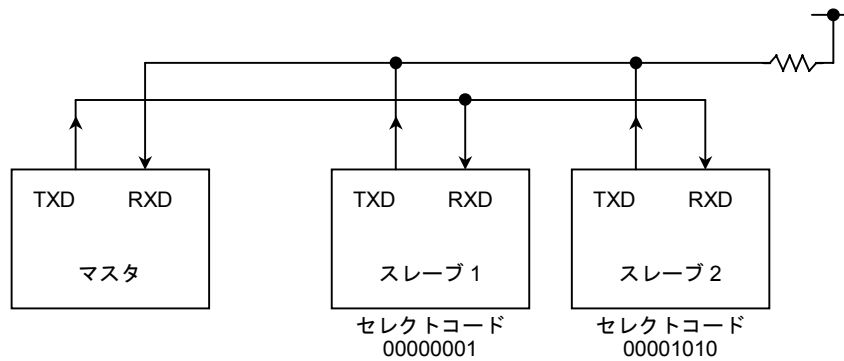 TXD RXD
マスタ
TXD RXD
スレーブ 1
セレクトコード
00000001
TXD RXD
スレーブ 2
セレクトコード
00001010